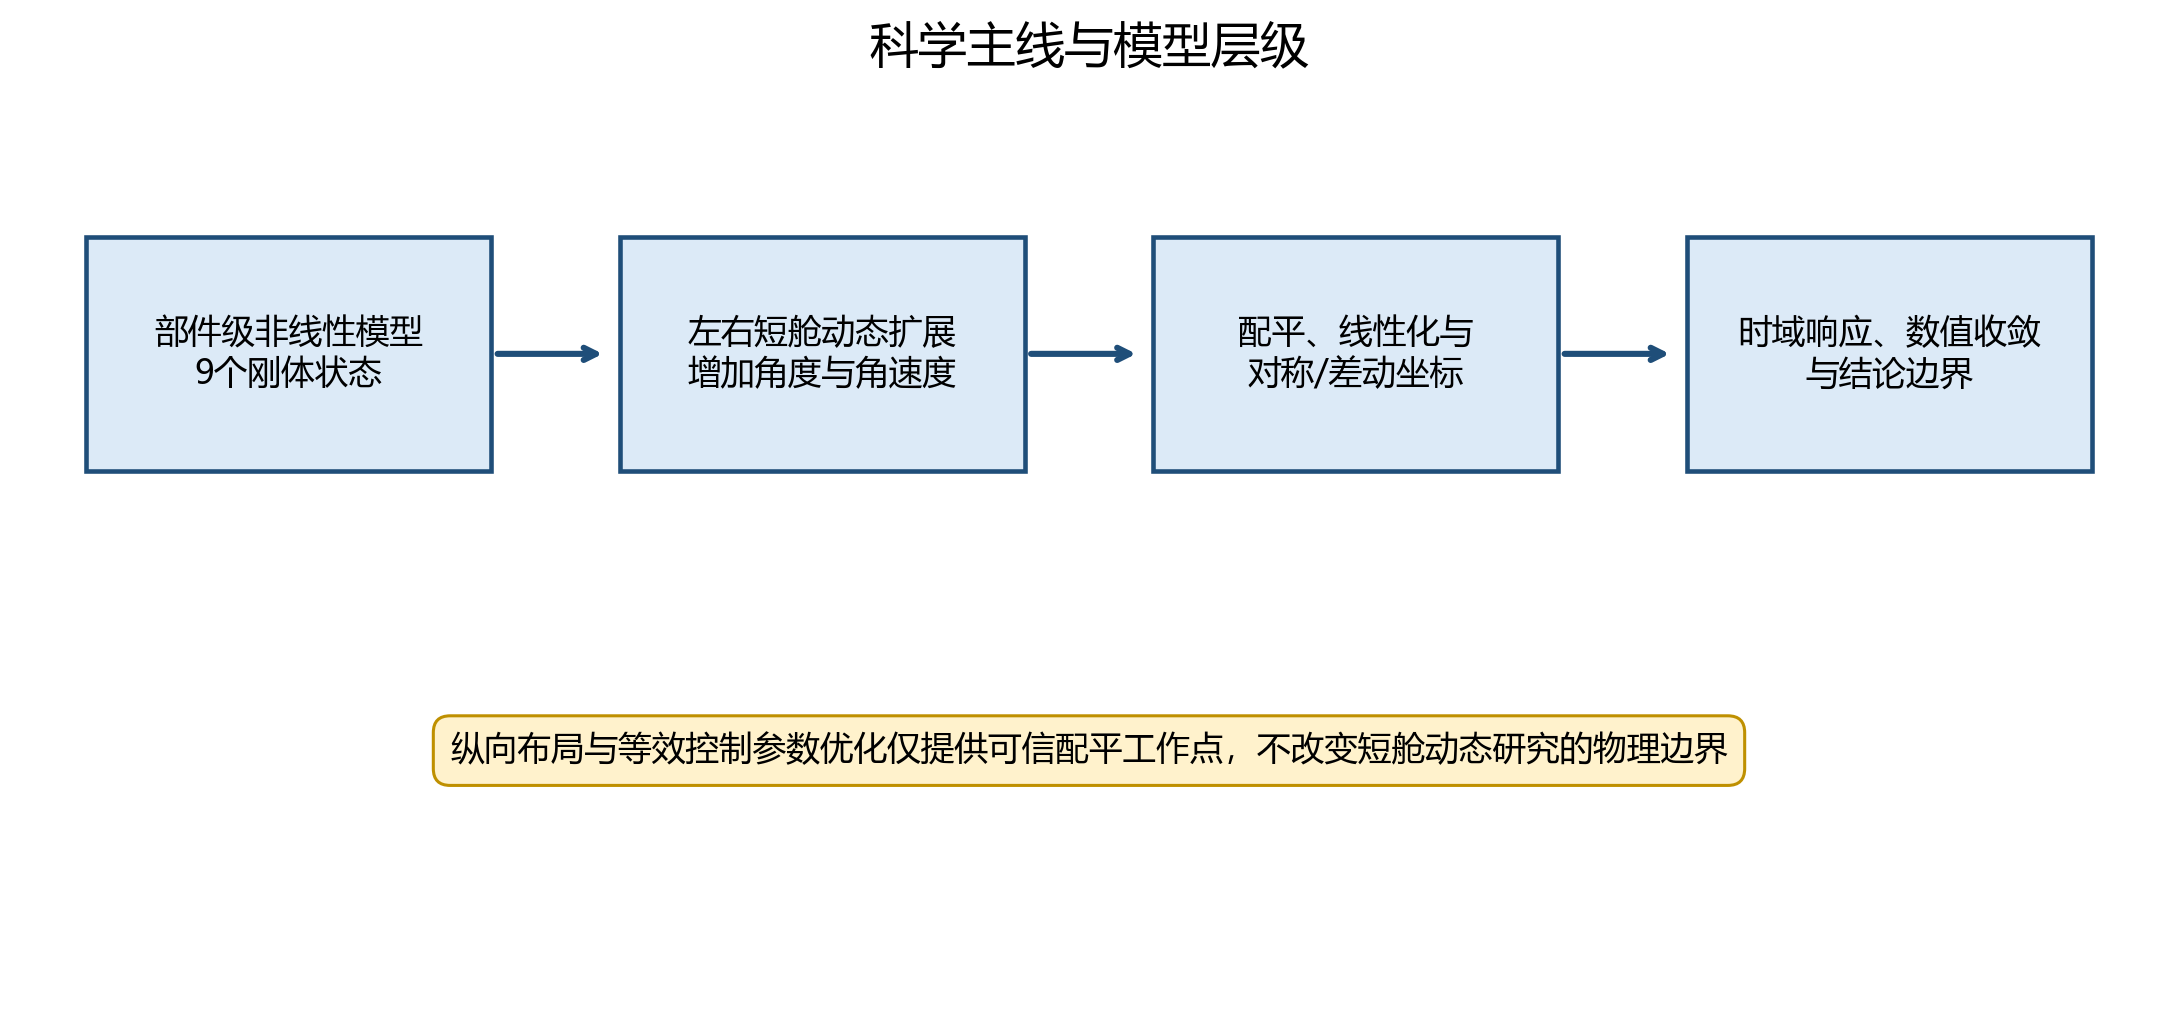 科学主线与模型层级
部件级非线性模型
9个刚体状态
左右短舱动态扩展
增加角度与角速度
配平、线性化与
对称/差动坐标
时域响应、数值收敛
与结论边界
纵向布局与等效控制参数优化仅提供可信配平工作点，不改变短舱动态研究的物理边界